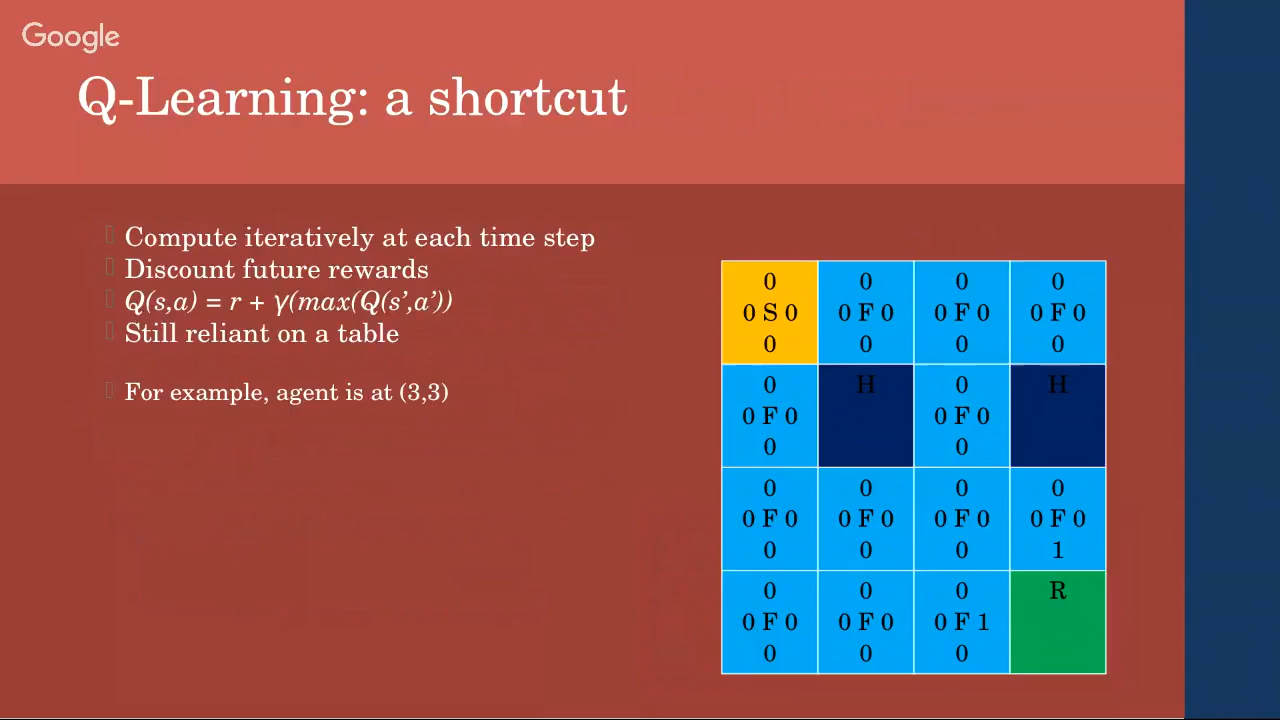 Google
Q-Learning: a shortcut
Compute iteratively at each time step
Discount future rewards
Q(s,a) = r + γ(max(Q(s’,a’))
Still reliant on a table
For example, agent is at (3,3)
0 0 0 0
0 S 0 0 F 0 0 F 0 0 F 0
0 0 0 0
0 H 0 H
0 F 0 0 F 0
0 0
0 0 0 0
0 F 0 0 F 0 0 F 0 0 F 0
0 0 0 1
0 0 0 R
0 F 0 0 F 0 0 F 1
0 0 0